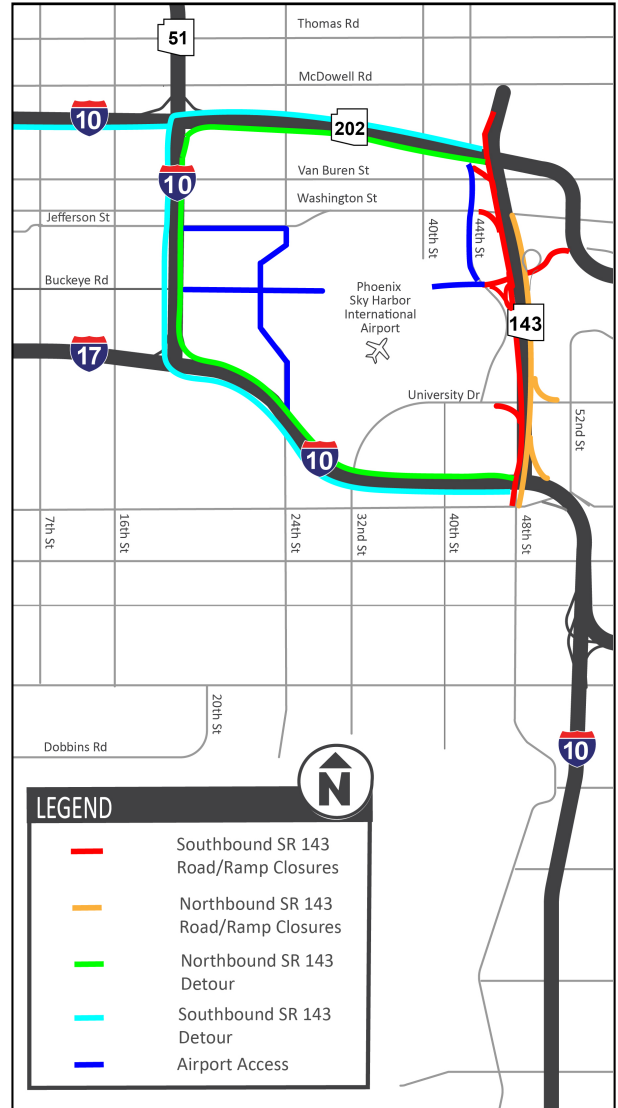 Thomas Rd
51
McDowell Rd
10
202
Van Buren St
10
Washington St
Jefferson St
40th St
44th St
Buckeye Rd
Phoenix
Sky Harbor
International
Airport
143
17
University Dr
52nd St
10
7th St
16th St
24th St
32nd St
40th St
48th St
20th St
Dobbins Rd
10
N
LEGEND
Southbound SR 143
Road/Ramp Closures
Northbound SR 143
Road/Ramp Closures
Northbound SR 143
Detour
Southbound SR 143
Detour
Airport Access